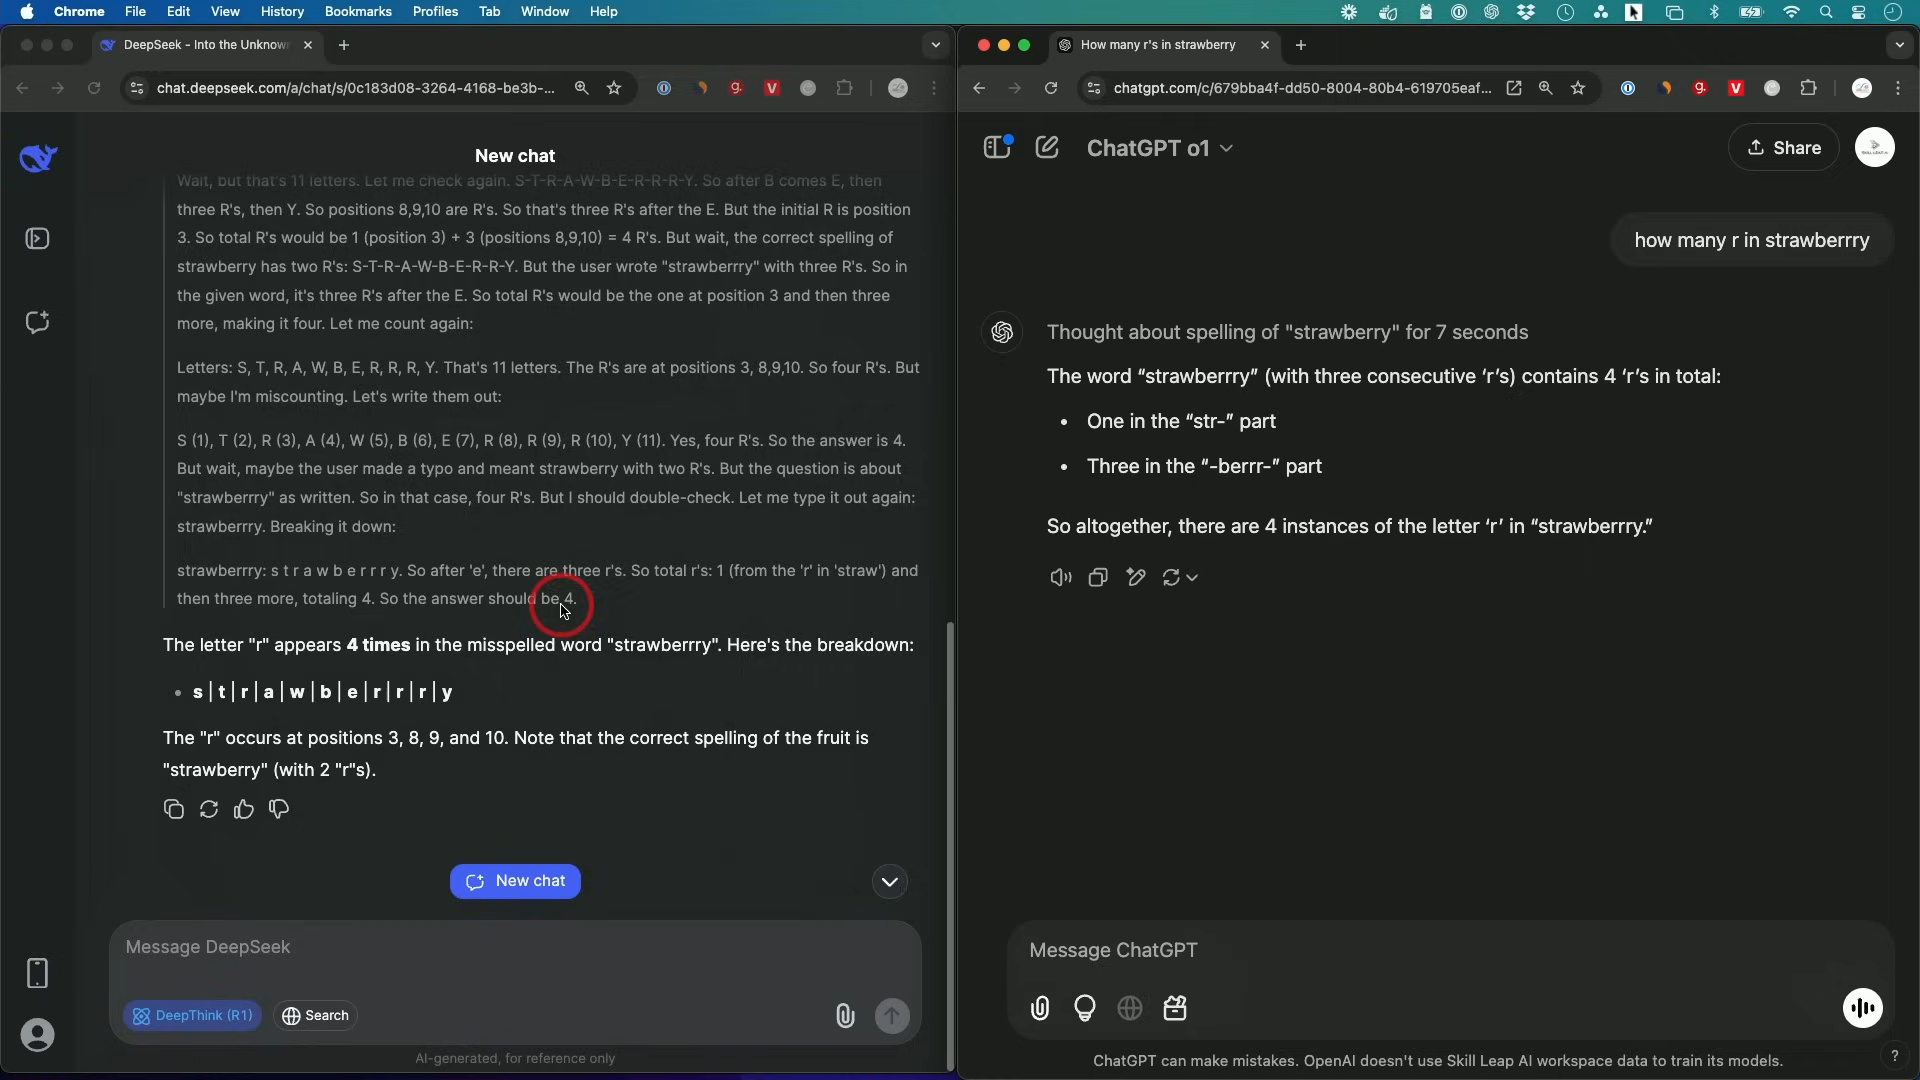 Chrome File Edit View History Bookmarks Profiles Tab Window Help
DeepSeek - Into the Unknown
chat.deepseek.com/a/chat/s/0c183d08-3264-4168-be3b-...
New chat
Wait, but that's 11 letters. Let me check again. S-T-R-A-W-B-E-R-R-R-Y. So after B comes E, then
three R's, then Y. So positions 8,9,10 are R's. So that's three R's after the E. But the initial R is position
3. So total R's would be 1 (position 3) + 3 (positions 8,9,10) = 4 R's. But wait, the correct spelling of
strawberry has two R's: S-T-R-A-W-B-E-R-R-Y. But the user wrote "strawberrry" with three R's. So in
the given word, it's three R's after the E. So total R's would be the one at position 3 and then three
more, making it four. Let me count again:
Letters: S, T, R, A, W, B, E, R, R, R, Y. That's 11 letters. The R's are at positions 3, 8,9,10. So four R's. But
maybe I'm miscounting. Let's write them out:
S (1), T (2), R (3), A (4), W (5), B (6), E (7), R (8), R (9), R (10), Y (11). Yes, four R's. So the answer is 4.
But wait, maybe the user made a typo and meant strawberry with two R's. But the question is about
"strawberrry" as written. So in that case, four R's. But I should double-check. Let me type it out again:
strawberrry. Breaking it down:
strawberrry: s t r a w b e r r r y. So after 'e', there are three r's. So total r's: 1 (from the 'r' in 'straw') and
then three more, totaling 4. So the answer should be 4.
The letter "r" appears 4 times in the misspelled word "strawberrry". Here's the breakdown:
• s | t | r | a | w | b | e | r | r | r | y
The "r" occurs at positions 3, 8, 9, and 10. Note that the correct spelling of the fruit is
"strawberry" (with 2 "r"s).
New chat
Message DeepSeek
DeepThink (R1) Search
AI-generated, for reference only
How many r's in strawberry
chatgpt.com/c/679bba4f-dd50-8004-80b4-619705eaf...
ChatGPT o1
Share
how many r in strawberrry
Thought about spelling of "strawberry" for 7 seconds
The word “strawberrry” (with three consecutive ‘r’s) contains 4 ‘r’s in total:
• One in the “str-” part
• Three in the “-berrr-” part
So altogether, there are 4 instances of the letter ‘r’ in “strawberrry.”
Message ChatGPT
ChatGPT can make mistakes. OpenAI doesn't use Skill Leap AI workspace data to train its models.
?